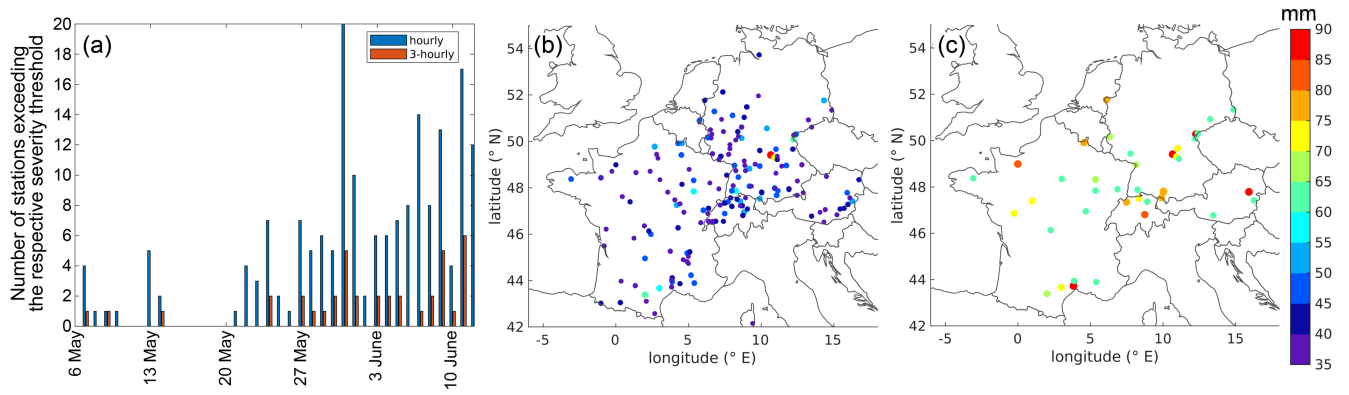 (a)
hourly
3-hourly
Number of stations exceeding
the respective severity threshold
20
18
16
14
12
10
8
6
4
2
0
6 May
13 May
20 May
27 May
3 June
10 June
(b)
54
52
50
48
46
44
42
latitude (° N)
-5
0
5
10
15
longitude (° E)
(c)
54
52
50
48
46
44
42
latitude (° N)
-5
0
5
10
15
longitude (° E)
mm
90
85
80
75
70
65
60
55
50
45
40
35